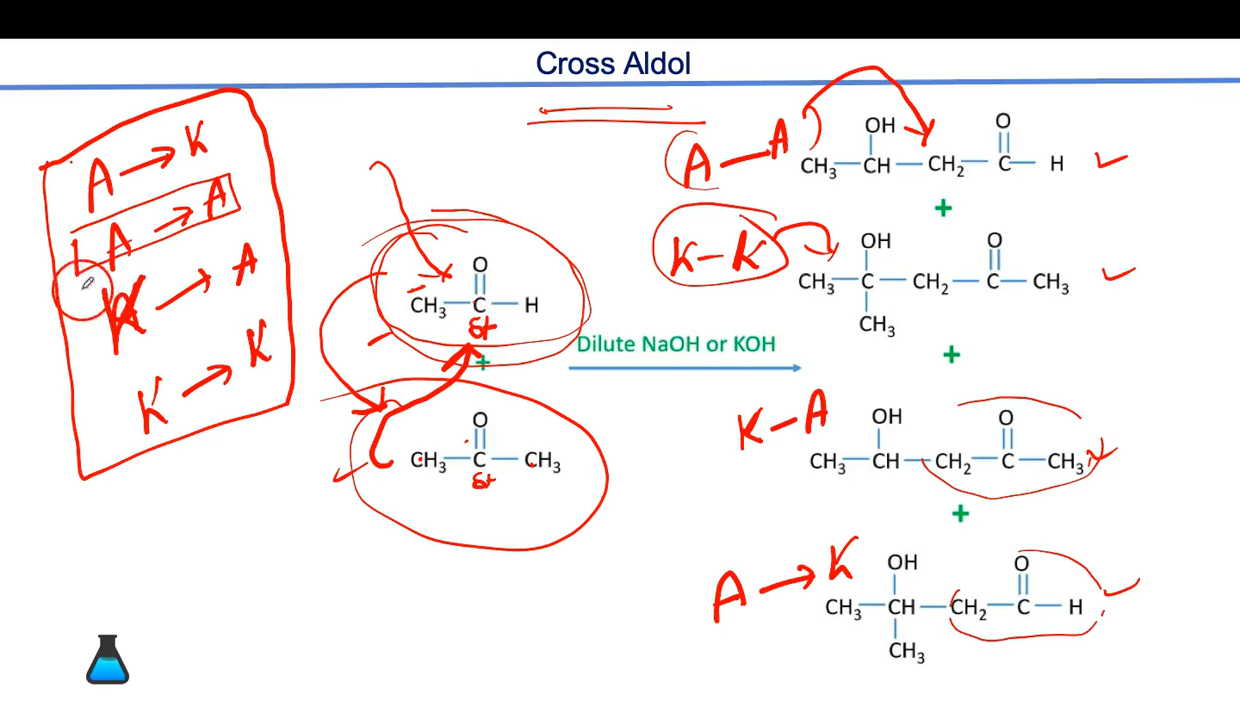 Cross Aldol
A → K
A → A
K → A
K → K
O
CH₃—C—H
δ+
+
O
CH₃—C—CH₃
δ+
Dilute NaOH or KOH
A—A
OH O
CH₃—CH—CH₂—C—H
+
K—K
OH O
CH₃—C—CH₂—C—CH₃
CH₃
+
K—A
OH O
CH₃—CH—CH₂—C—CH₃
+
A → K
OH O
CH₃—CH—CH₂—C—H
CH₃